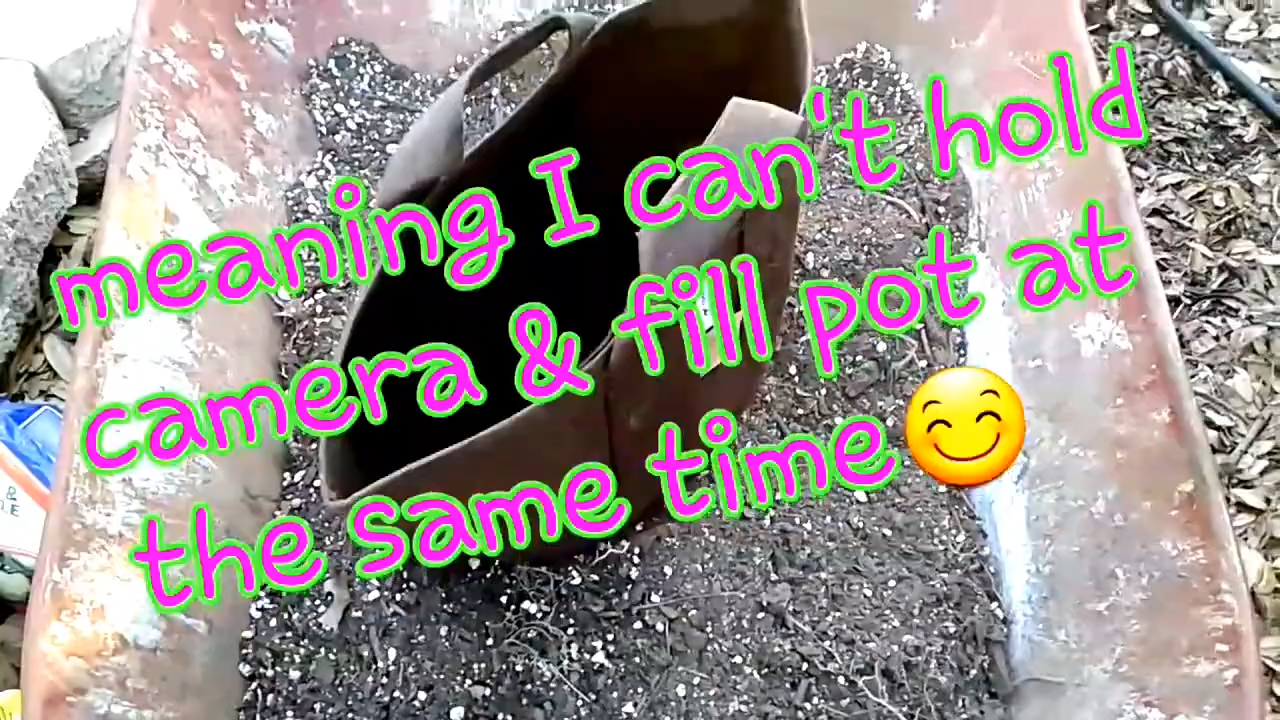 meaning I can't hold
camera & fill pot at
the same time😊